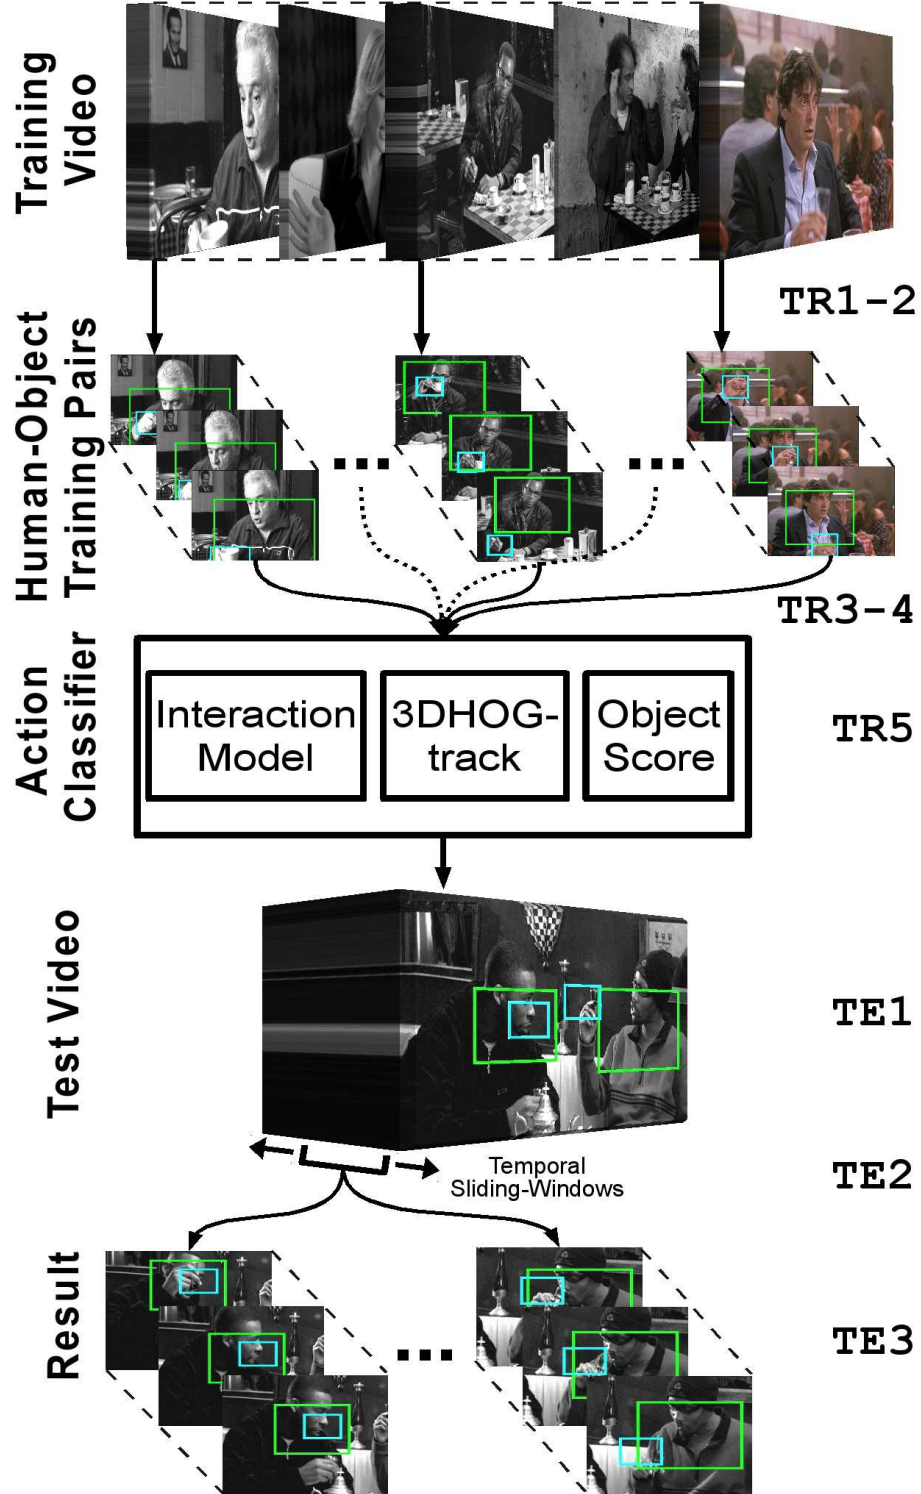 Training
Video
TR1-2
Human-Object
Training Pairs
TR3-4
Action
Classifier
Interaction
Model
3DHOG-
track
Object
Score
TR5
Test Video
TE1
Temporal
Sliding-Windows
TE2
Result
TE3